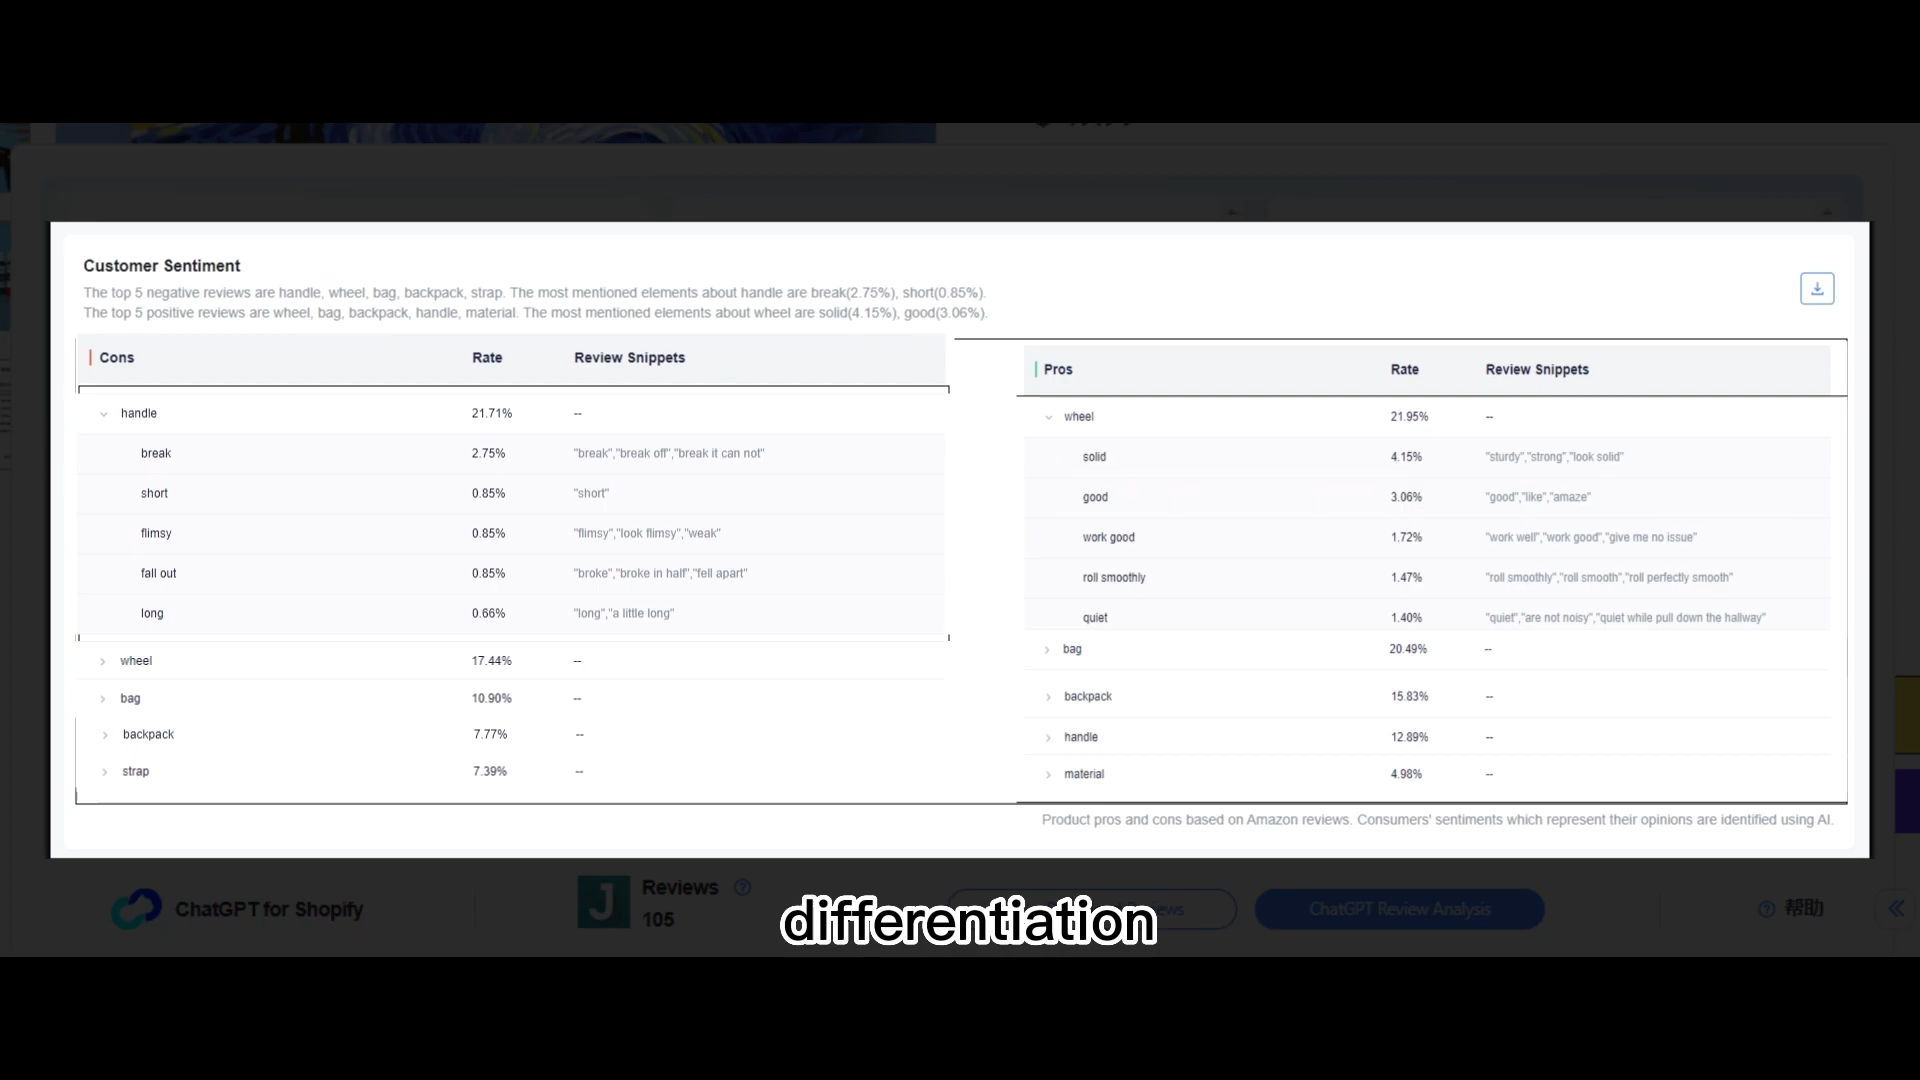 Customer Sentiment
The top 5 negative reviews are handle, wheel, bag, backpack, strap. The most mentioned elements about handle are break(2.75%), short(0.85%).
The top 5 positive reviews are wheel, bag, backpack, handle, material. The most mentioned elements about wheel are solid(4.15%), good(3.06%).
Cons Rate Review Snippets
handle 21.71% --
break 2.75% "break","break off","break it can not"
short 0.85% "short"
flimsy 0.85% "flimsy","look flimsy","weak"
fall out 0.85% "broke","broke in half","fell apart"
long 0.66% "long","a little long"
wheel 17.44% --
bag 10.90% --
backpack 7.77% --
strap 7.39% --
Pros Rate Review Snippets
wheel 21.95% --
solid 4.15% "sturdy","strong","look solid"
good 3.06% "good","like","amaze"
work good 1.72% "work well","work good","give me no issue"
roll smoothly 1.47% "roll smoothly","roll smooth","roll perfectly smooth"
quiet 1.40% "quiet","are not noisy","quiet while pull down the hallway"
bag 20.49% --
backpack 15.83% --
handle 12.89% --
material 4.98% --
Product pros and cons based on Amazon reviews. Consumers' sentiments which represent their opinions are identified using AI.
ChatGPT for Shopify
J
Reviews
105
ChatGPT Review Analysis
帮助
differentiation